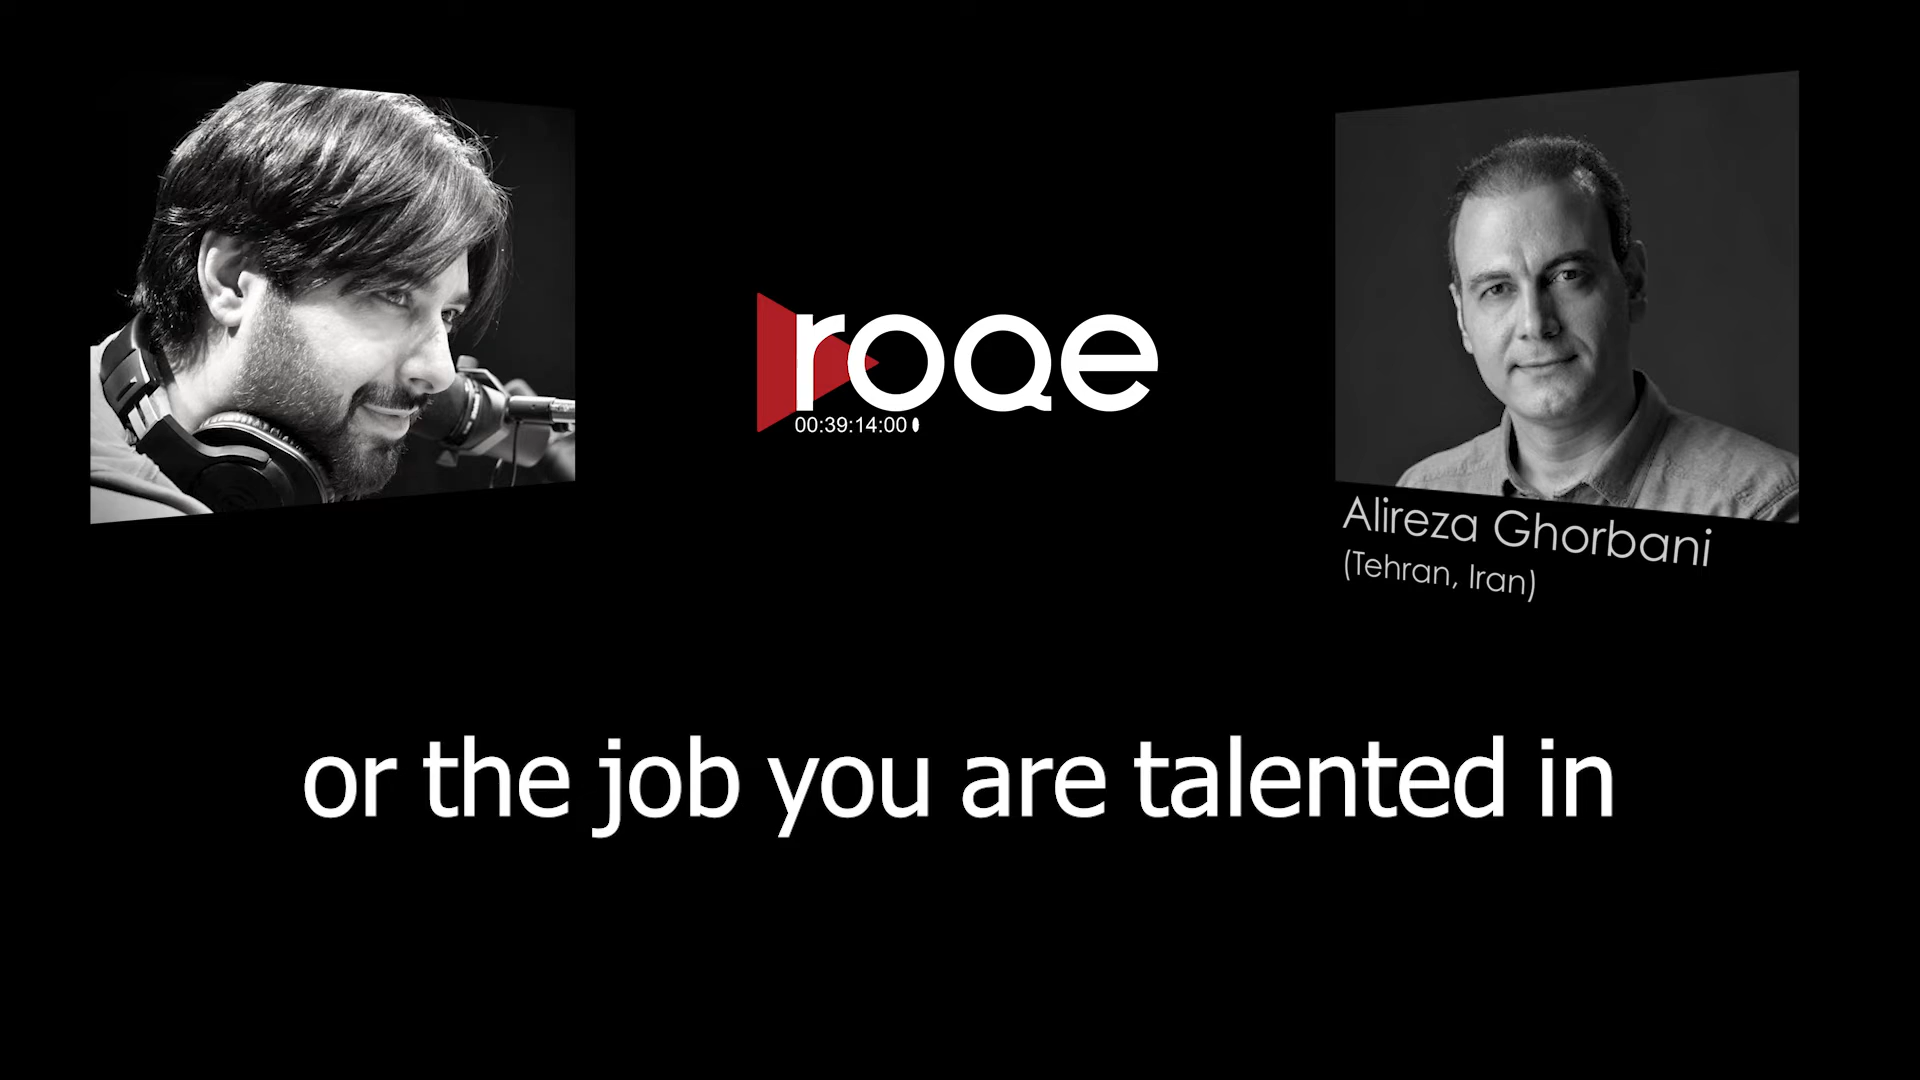 roqe
00:39:14:00
Alireza Ghorbani
(Tehran, Iran)
or the job you are talented in